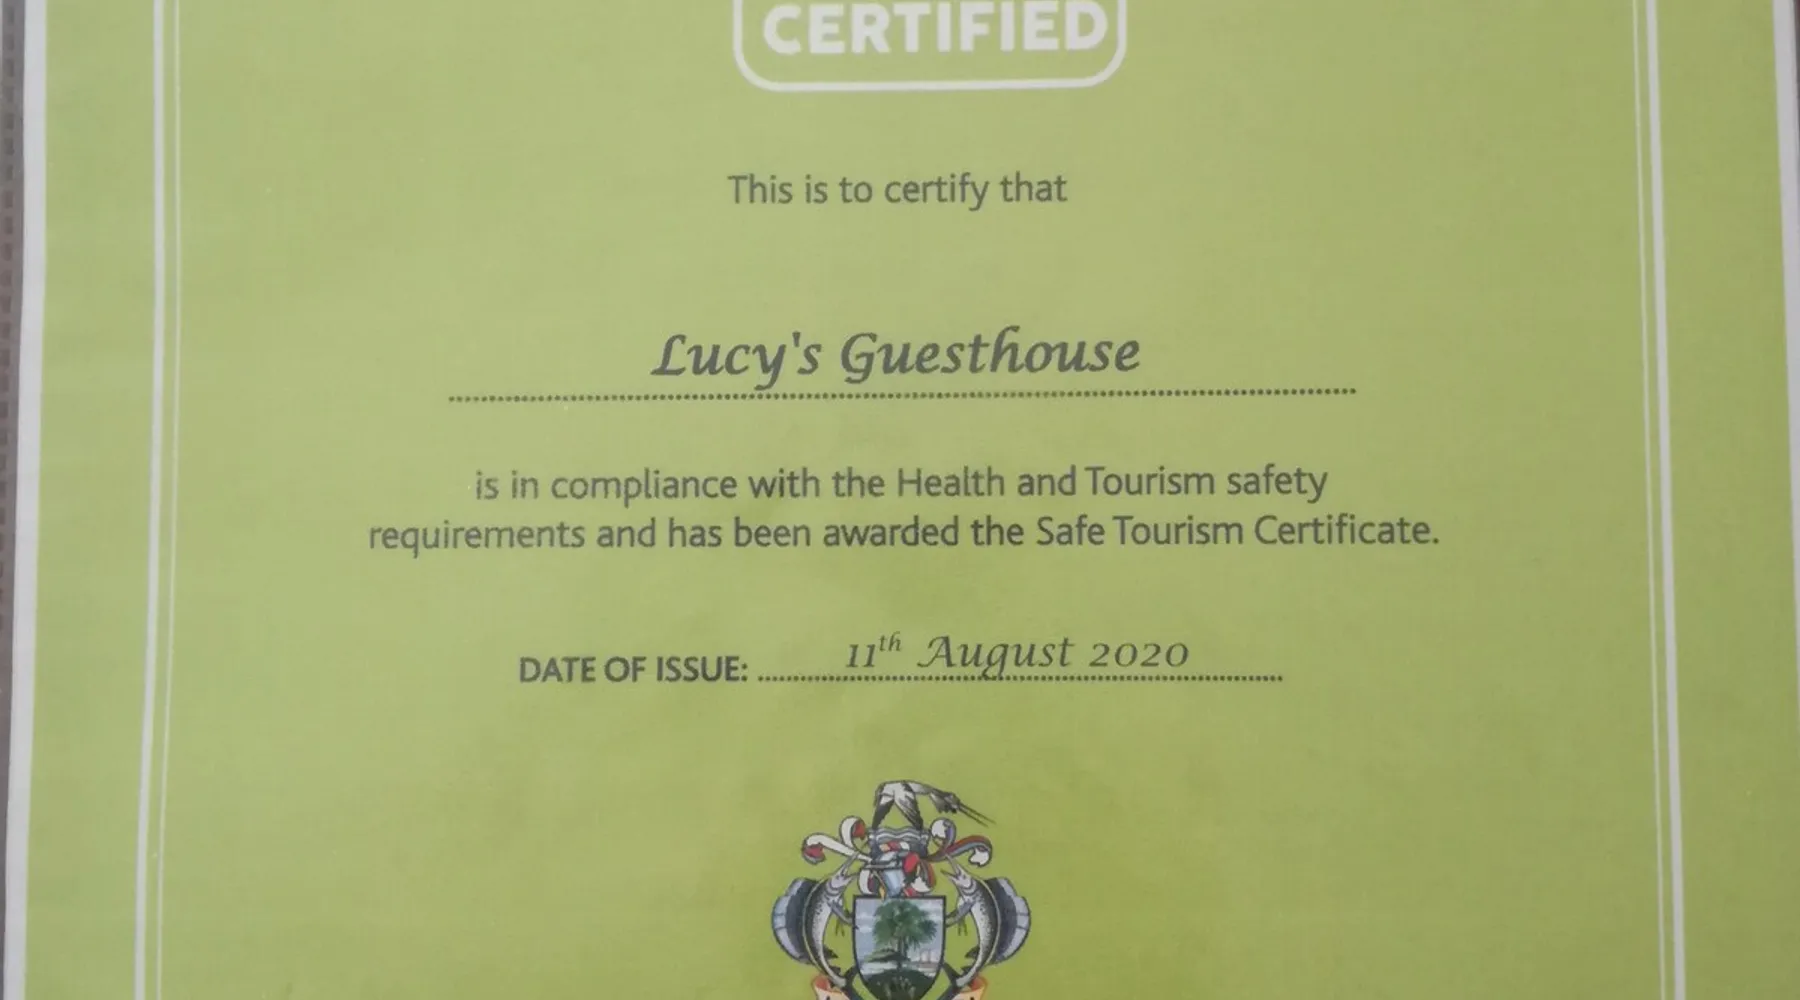 CERTIFIED
This is to certify that
Lucy's Guesthouse
is in compliance with the Health and Tourism safety
requirements and has been awarded the Safe Tourism Certificate.
DATE OF ISSUE: 11th August 2020